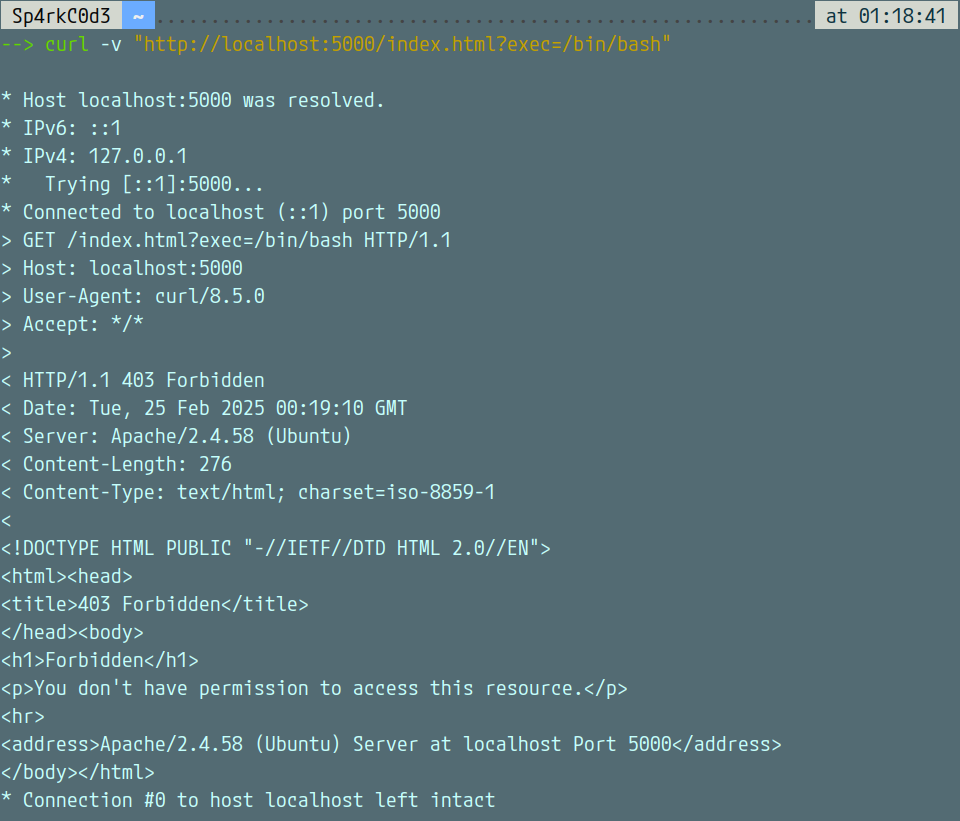 Sp4rkC0d3 ~ at 01:18:41
--> curl -v "http://localhost:5000/index.html?exec=/bin/bash"
* Host localhost:5000 was resolved.
* IPv6: ::1
* IPv4: 127.0.0.1
*   Trying [::1]:5000...
* Connected to localhost (::1) port 5000
> GET /index.html?exec=/bin/bash HTTP/1.1
> Host: localhost:5000
> User-Agent: curl/8.5.0
> Accept: */*
>
< HTTP/1.1 403 Forbidden
< Date: Tue, 25 Feb 2025 00:19:10 GMT
< Server: Apache/2.4.58 (Ubuntu)
< Content-Length: 276
< Content-Type: text/html; charset=iso-8859-1
<
<!DOCTYPE HTML PUBLIC "-//IETF//DTD HTML 2.0//EN">
<html><head>
<title>403 Forbidden</title>
</head><body>
<h1>Forbidden</h1>
<p>You don't have permission to access this resource.</p>
<hr>
<address>Apache/2.4.58 (Ubuntu) Server at localhost Port 5000</address>
</body></html>
* Connection #0 to host localhost left intact